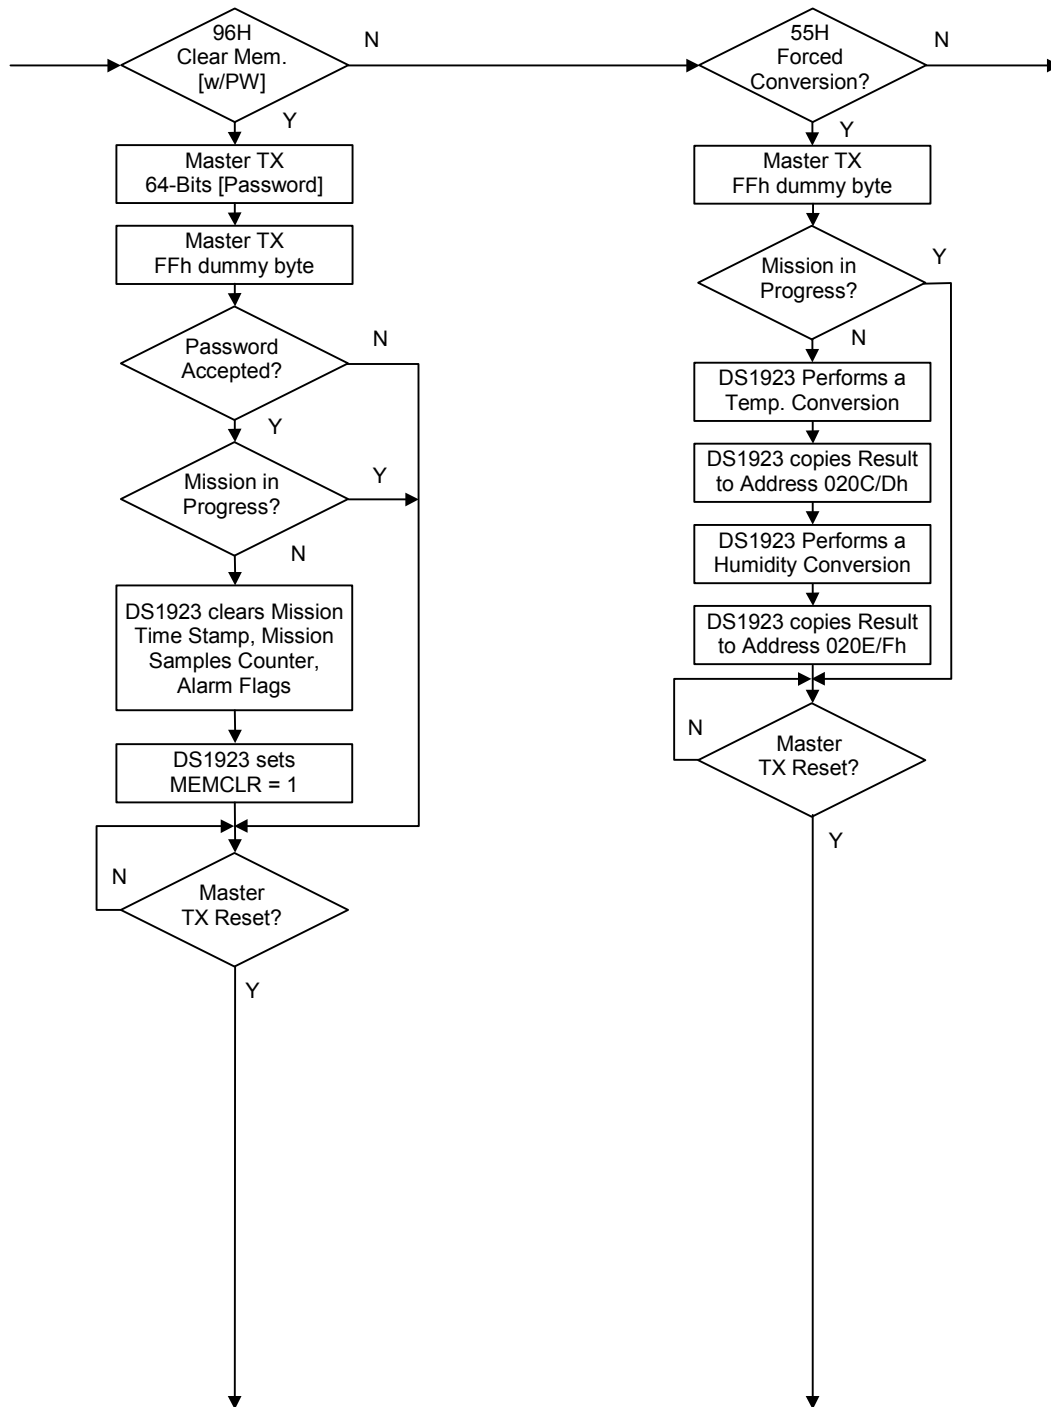 96H
Clear Mem.
[w/PW]
N
Y
Master TX
64-Bits [Password]
Master TX
FFh dummy byte
Password
Accepted?
N
Y
Mission in
Progress?
Y
N
DS1923 clears Mission
Time Stamp, Mission
Samples Counter,
Alarm Flags
DS1923 sets
MEMCLR = 1
N
Master
TX Reset?
Y
55H
Forced
Conversion?
N
Y
Master TX
FFh dummy byte
Mission in
Progress?
Y
N
DS1923 Performs a
Temp. Conversion
DS1923 copies Result
to Address 020C/Dh
DS1923 Performs a
Humidity Conversion
DS1923 copies Result
to Address 020E/Fh
N
Master
TX Reset?
Y